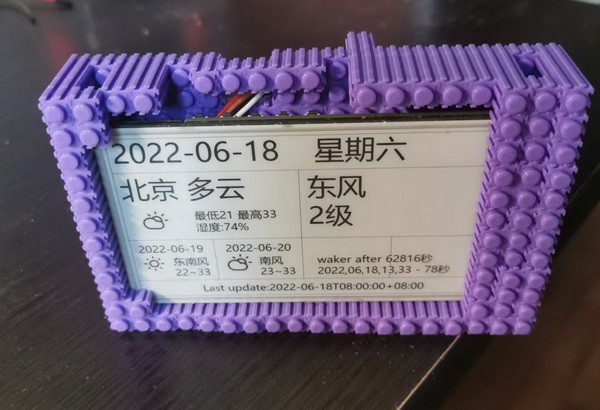 2022-06-18 星期六
北京 多云
东风
2级
最低21 最高33
湿度:74%
2022-06-19
东南风
22~33
2022-06-20
南风
23~33
waker after 62816秒
2022,06,18,13,33 - 78秒
Last update:2022-06-18T08:00:00+08:00